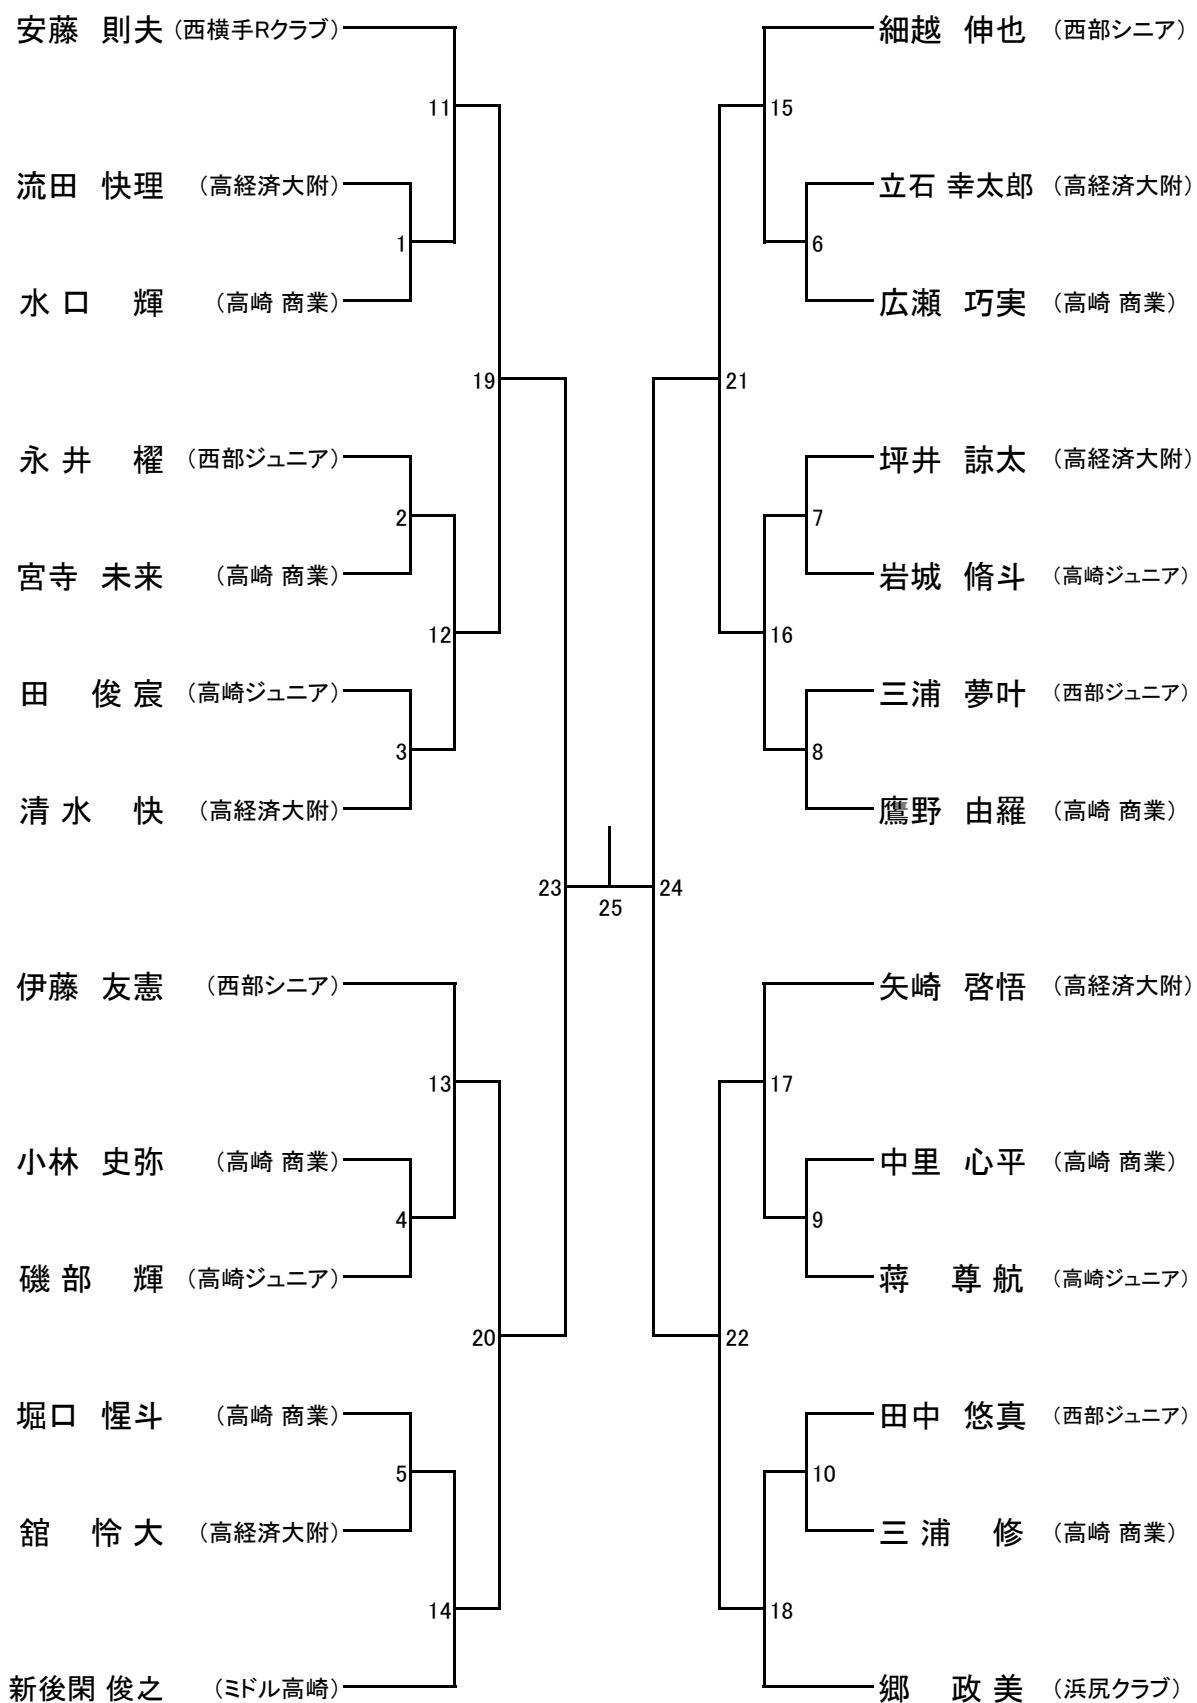 安藤 則夫 (西横手Rクラブ)
11
流田 快理 (高経済大附)
1
水口 輝 (高崎 商業)
19
永井 櫂 (西部ジュニア)
2
宮寺 未来 (高崎 商業)
12
田 俊宸 (高崎ジュニア)
3
清水 快 (高経済大附)
23
伊藤 友憲 (西部シニア)
13
小林 史弥 (高崎 商業)
4
磯部 輝 (高崎ジュニア)
20
堀口 惺斗 (高崎 商業)
5
舘 怜大 (高経済大附)
14
新後閑 俊之 (ミドル高崎)
25
細越 伸也 (西部シニア)
15
立石 幸太郎 (高経済大附)
6
広瀬 巧実 (高崎 商業)
21
坪井 諒太 (高経済大附)
7
岩城 脩斗 (高崎ジュニア)
16
三浦 夢叶 (西部ジュニア)
8
鷹野 由羅 (高崎 商業)
24
矢崎 啓悟 (高経済大附)
17
中里 心平 (高崎 商業)
9
蒋 尊航 (高崎ジュニア)
22
田中 悠真 (西部ジュニア)
10
三浦 修 (高崎 商業)
18
郷 政美 (浜尻クラブ)